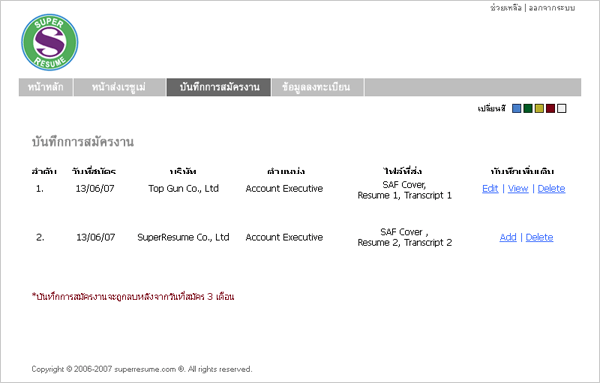 ช่วยเหลือ | ออกจากระบบ
SUPER
S
RESUME
หน้าหลัก หน้าส่งเรซูเม่ บันทึกการสมัครงาน ข้อมูลลงทะเบียน
เปลี่ยนสี
บันทึกการสมัครงาน
ลำดับ วันที่สมัคร บริษัท ตำแหน่ง ไฟล์ที่ส่ง บันทึกเพิ่มเติม
1. 13/06/07 Top Gun Co., Ltd Account Executive SAF Cover, Edit | View | Delete
Resume 1, Transcript 1
2. 13/06/07 SuperResume Co., Ltd Account Executive SAF Cover , Add | Delete
Resume 2, Transcript 2
*บันทึกการสมัครงานจะถูกลบหลังจากวันที่สมัคร 3 เดือน
Copyright © 2006-2007 superresume.com ®. All rights reserved.